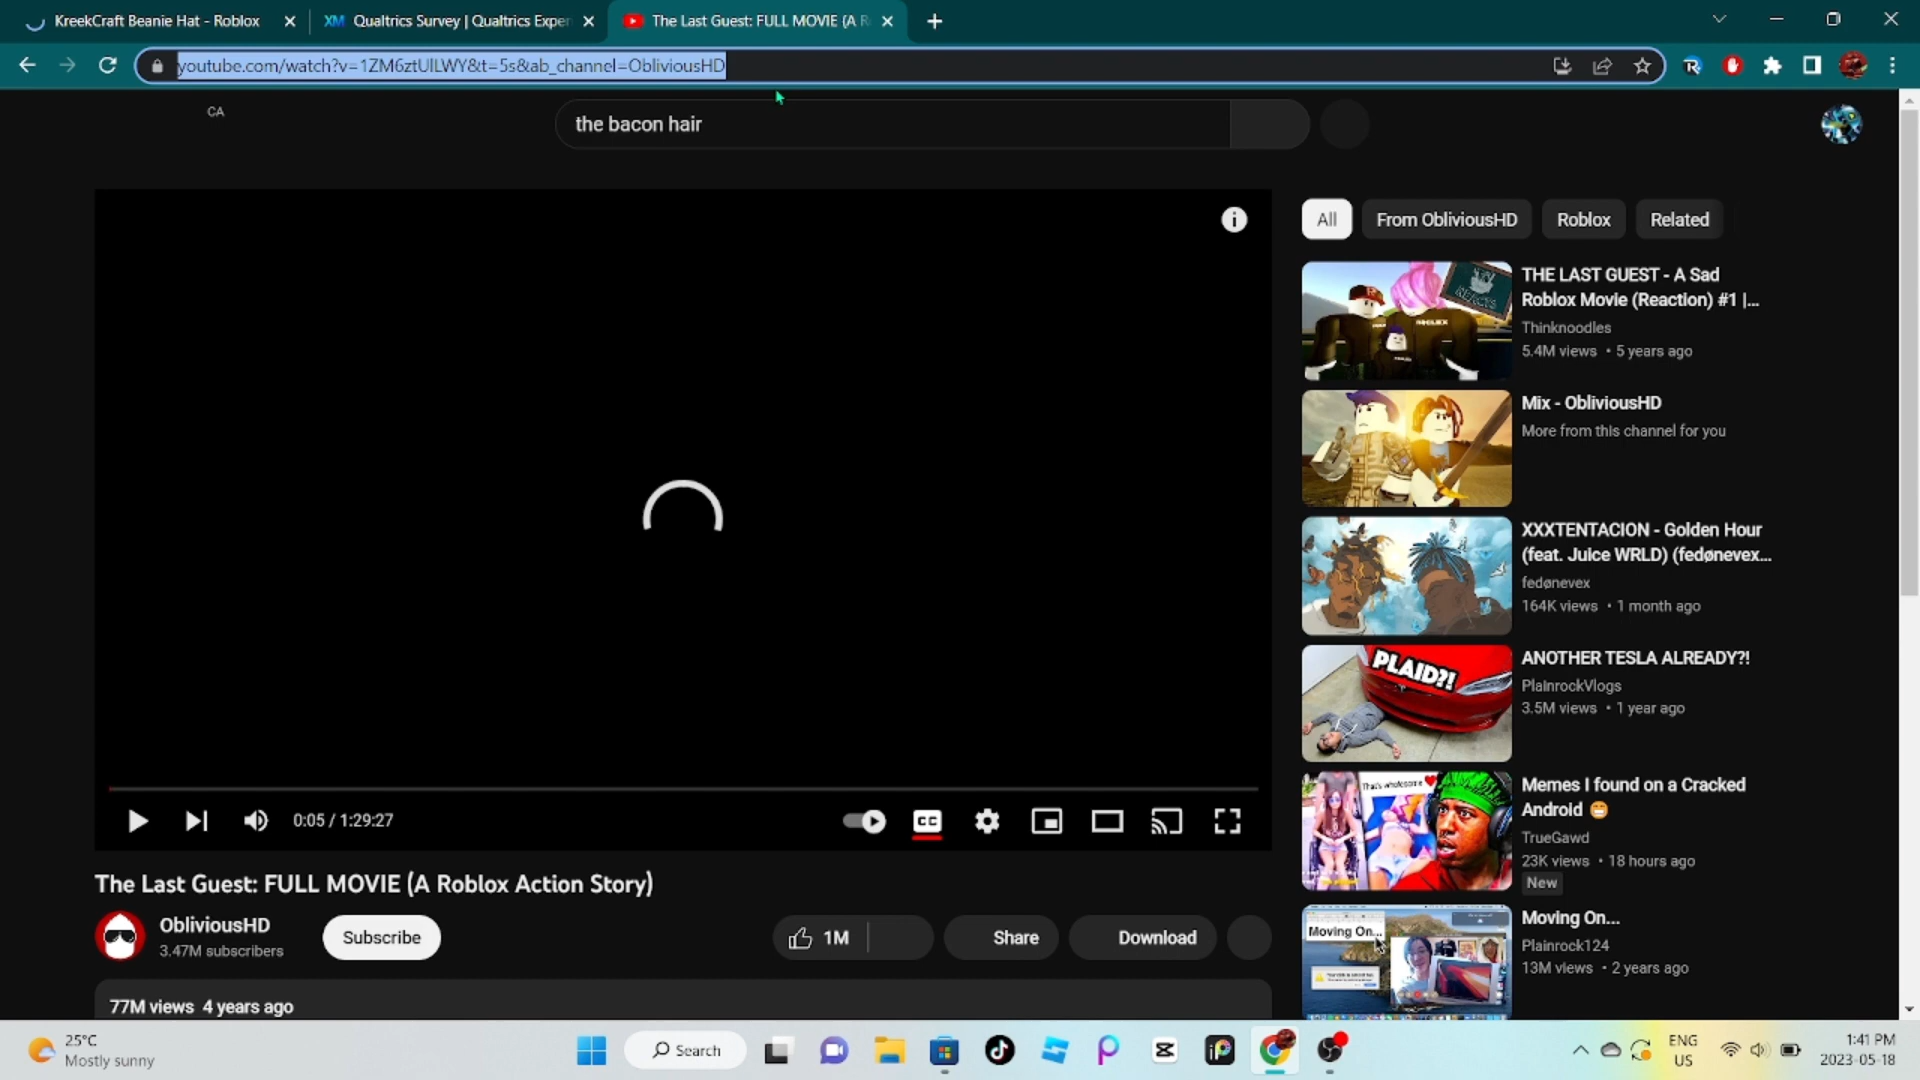 KreekCraft Beanie Hat - Roblox
XM Qualtrics Survey | Qualtrics Exper
The Last Guest: FULL MOVIE (A R
youtube.com/watch?v=1ZM6ztUlLWY&t=5s&ab_channel=ObliviousHD
CA
the bacon hair
All
From ObliviousHD
Roblox
Related
THE LAST GUEST - A Sad
Roblox Movie (Reaction) #1 |...
Thinknoodles
5.4M views • 5 years ago
Mix - ObliviousHD
More from this channel for you
XXXTENTACION - Golden Hour
(feat. Juice WRLD) (fedønevex...
fedønevex
164K views • 1 month ago
PLAID?!
ANOTHER TESLA ALREADY?!
PlainrockVlogs
3.5M views • 1 year ago
That's wholesome
Memes I found on a Cracked
Android 😁
TrueGawd
23K views • 18 hours ago
New
Moving On...
Moving On...
Plainrock124
13M views • 2 years ago
0:05 / 1:29:27
CC
The Last Guest: FULL MOVIE (A Roblox Action Story)
ObliviousHD
3.47M subscribers
Subscribe
1M
Share
Download
77M views 4 years ago
25°C
Mostly sunny
Search
ENG
US
1:41 PM
2023-05-18